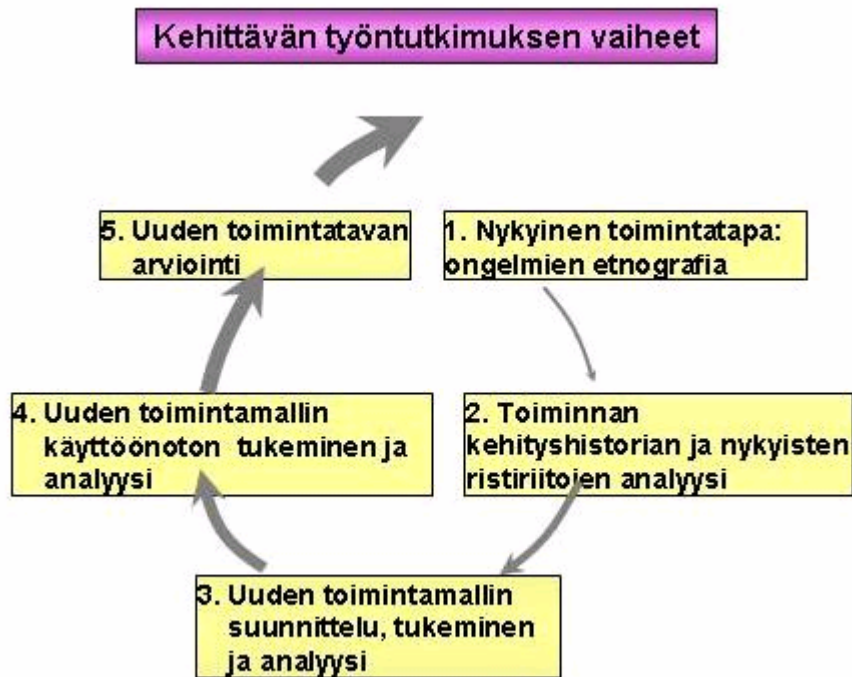 Kehittävän työntutkimuksen vaiheet
1. Nykyinen toimintatapa:
ongelmien etnografia
2. Toiminnan
kehityshistorian ja nykyisten
ristiriitojen analyysi
3. Uuden toimintamallin
suunnittelu, tukeminen
ja analyysi
4. Uuden toimintamallin
käyttöönoton tukeminen ja
analyysi
5. Uuden toimintatavan
arviointi